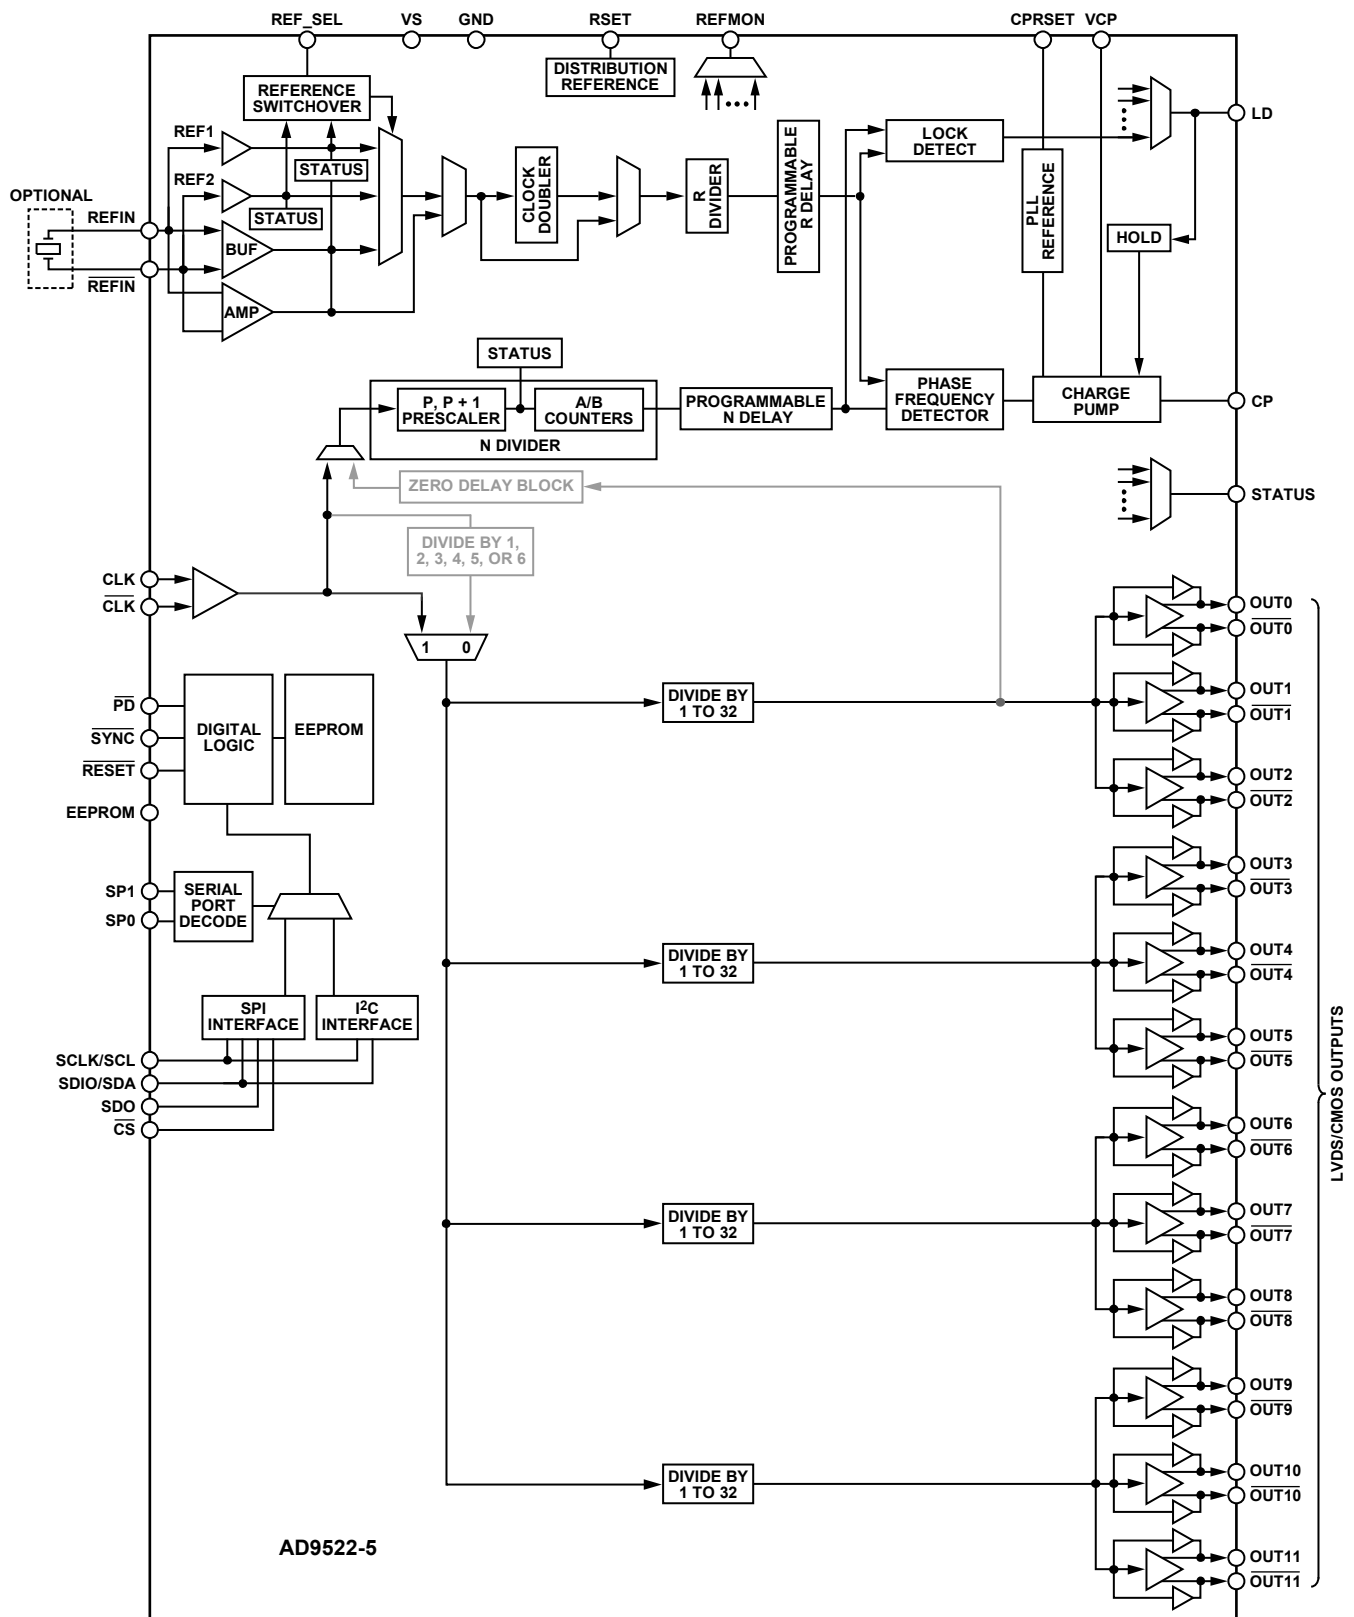 REF_SEL VS GND RSET REFMON CPRSET VCP
DISTRIBUTION
REFERENCE
REFERENCE
SWITCHOVER
LD
REF1
STATUS
REF2
STATUS
OPTIONAL
REFIN
REFIN
BUF
AMP
CLOCK
DOUBLER
R
DIVIDER
PROGRAMMABLE
R DELAY
LOCK
DETECT
PLL
REFERENCE
HOLD
STATUS
P, P + 1
PRESCALER
A/B
COUNTERS
N DIVIDER
PROGRAMMABLE
N DELAY
PHASE
FREQUENCY
DETECTOR
CHARGE
PUMP
CP
ZERO DELAY BLOCK
STATUS
DIVIDE BY 1,
2, 3, 4, 5, OR 6
CLK
CLK
1 0
PD
SYNC
RESET
EEPROM
DIGITAL
LOGIC
EEPROM
SP1
SP0
SERIAL
PORT
DECODE
SPI
INTERFACE
I2C
INTERFACE
SCLK/SCL
SDIO/SDA
SDO
CS
DIVIDE BY
1 TO 32
DIVIDE BY
1 TO 32
DIVIDE BY
1 TO 32
DIVIDE BY
1 TO 32
OUT0
OUT0
OUT1
OUT1
OUT2
OUT2
OUT3
OUT3
OUT4
OUT4
OUT5
OUT5
OUT6
OUT6
OUT7
OUT7
OUT8
OUT8
OUT9
OUT9
OUT10
OUT10
OUT11
OUT11
LVDS/CMOS OUTPUTS
AD9522-5